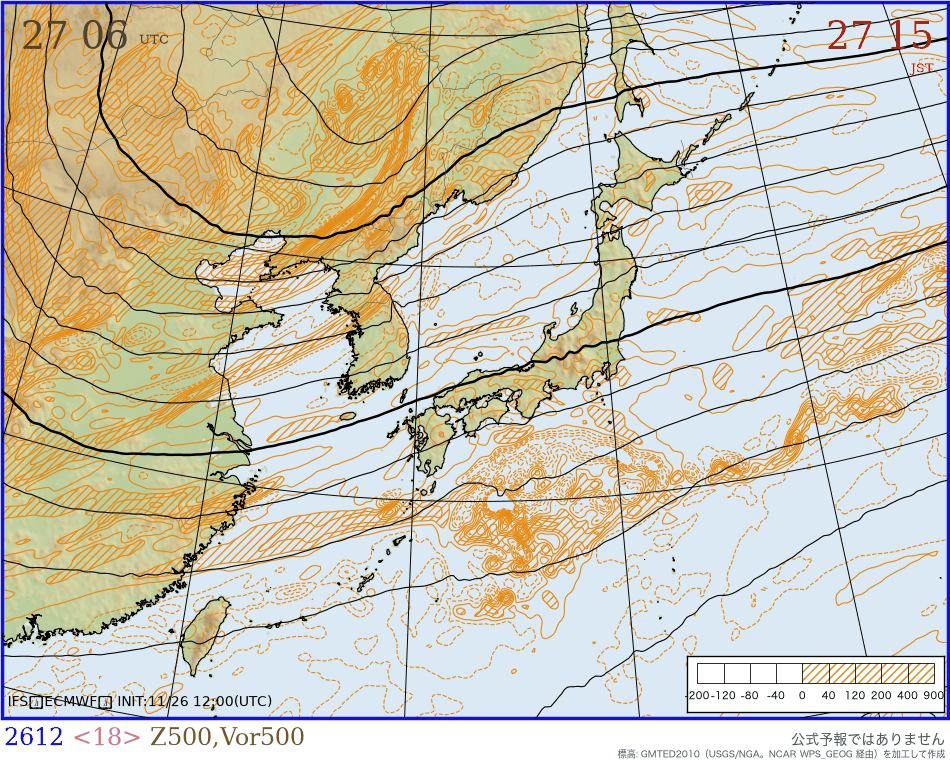 27 06 UTC
27 15
JST
IFS□ECMWF□ INIT:11/26 12:00(UTC)
-200 -120 -80 -40 0 40 120 200 400 900
2612 <18> Z500,Vor500
公式予報ではありません
標高: GMTED2010（USGS/NGA。NCAR WPS_GEOG 経由）を加工して作成